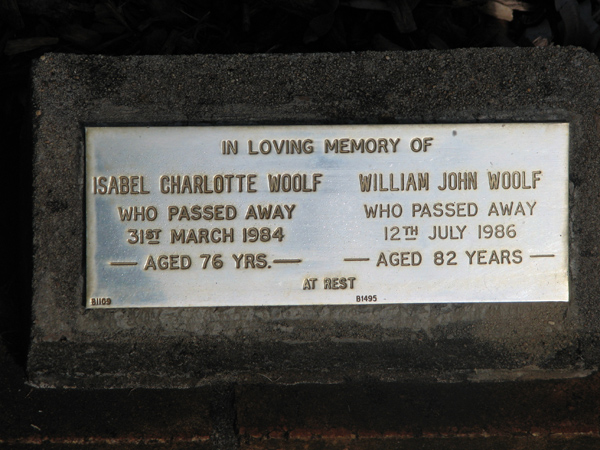 IN LOVING MEMORY OF
ISABEL CHARLOTTE WOOLF
WHO PASSED AWAY
31ST MARCH 1984
— AGED 76 YRS. —
WILLIAM JOHN WOOLF
WHO PASSED AWAY
12TH JULY 1986
— AGED 82 YEARS —
AT REST
B1109
B1495